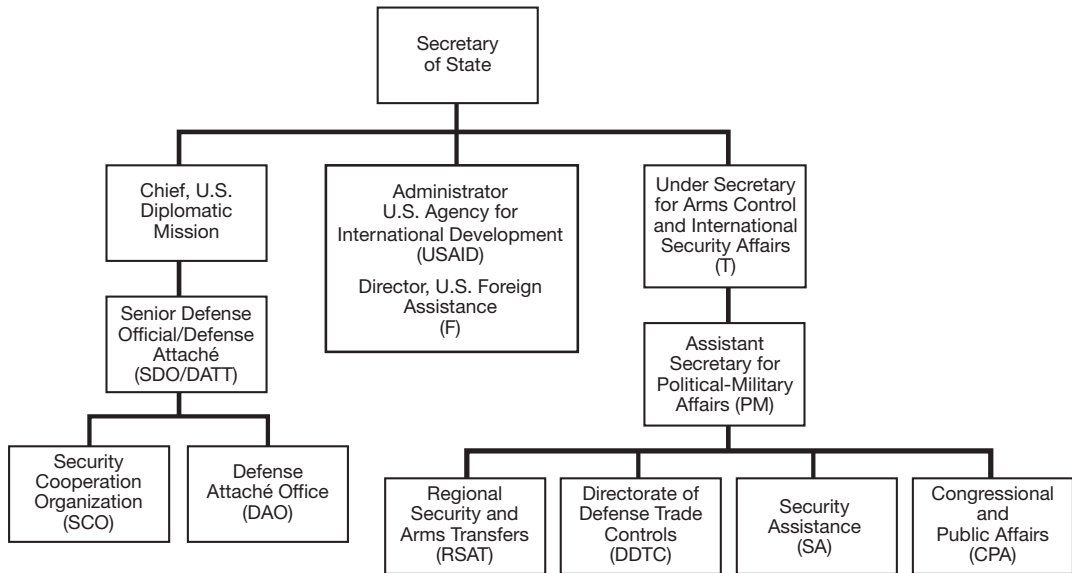 Secretary
of State
Chief, U.S.
Diplomatic
Mission
Administrator
U.S. Agency for
International Development
(USAID)
Director, U.S. Foreign
Assistance
(F)
Under Secretary
for Arms Control
and International
Security Affairs
(T)
Senior Defense
Official/Defense
Attaché
(SDO/DATT)
Assistant
Secretary for
Political-Military
Affairs (PM)
Security
Cooperation
Organization
(SCO)
Defense
Attaché Office
(DAO)
Regional
Security and
Arms Transfers
(RSAT)
Directorate of
Defense Trade
Controls
(DDTC)
Security
Assistance
(SA)
Congressional
and
Public Affairs
(CPA)